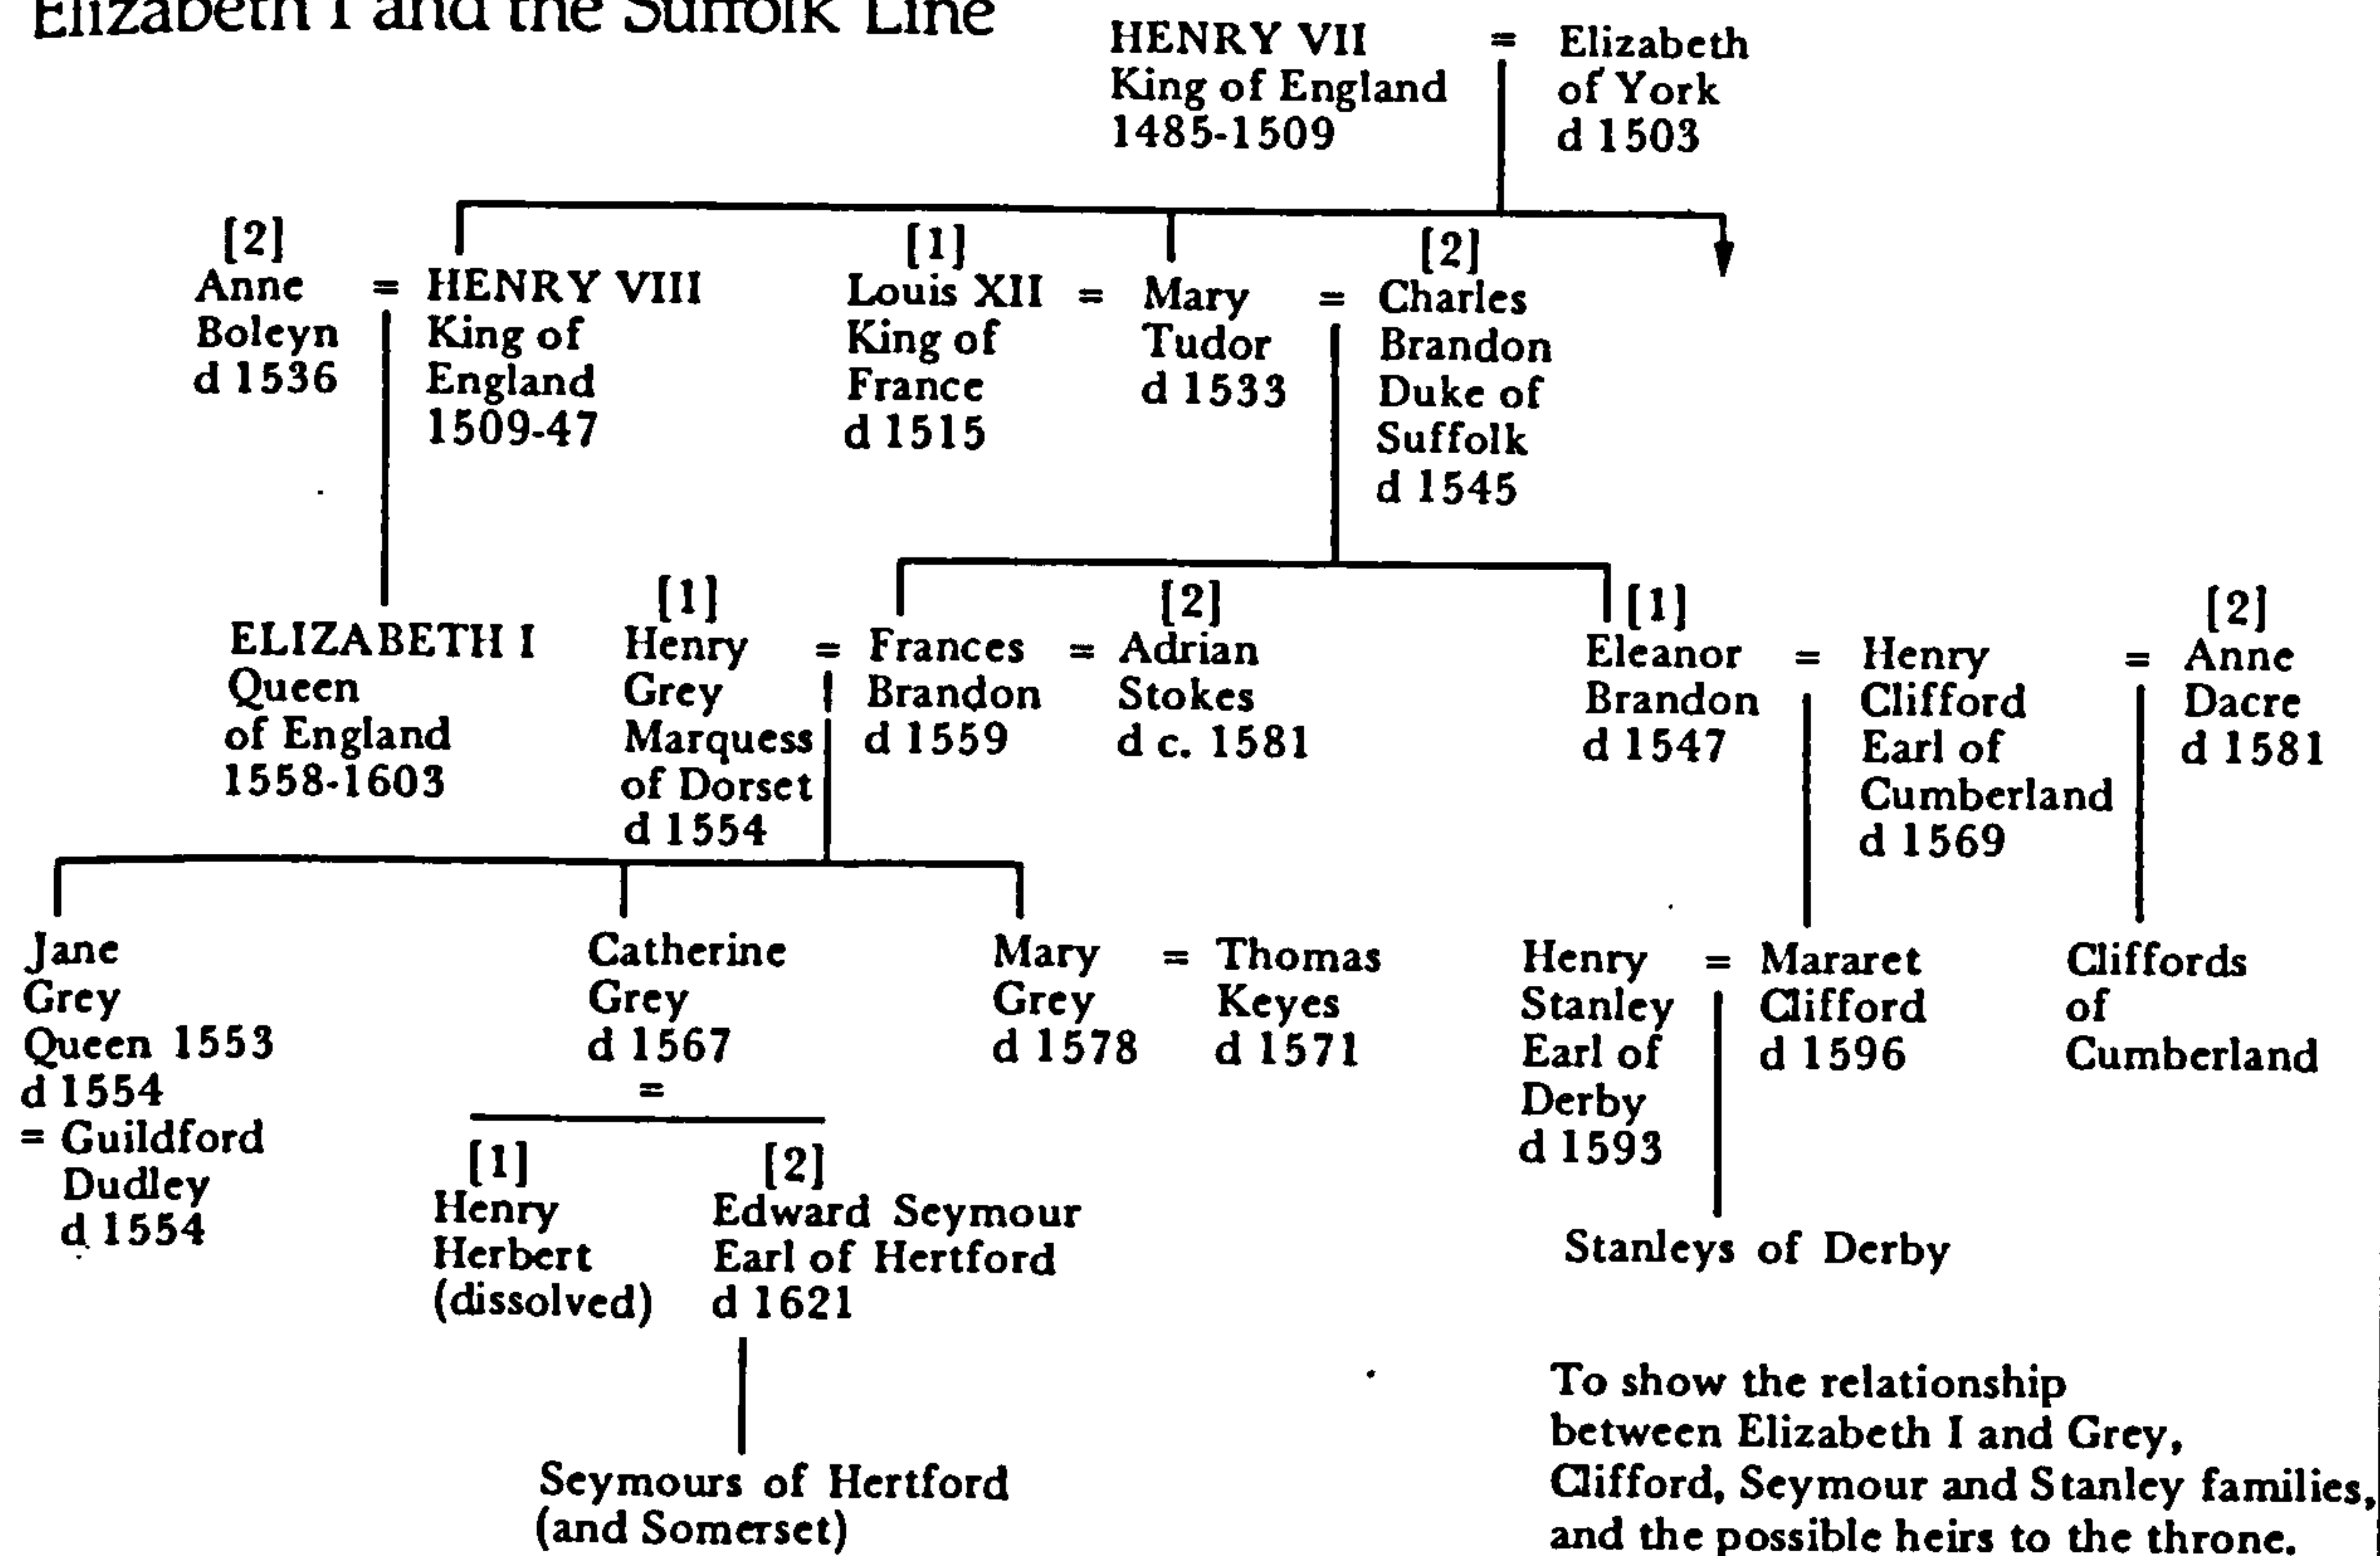 Elizabeth I and the Suffolk Line
HENRY VII
King of England
1485-1509
=
Elizabeth
of York
d 1503
[2]
Anne
Boleyn
d 1536
=
HENRY VIII
King of
England
1509-47
[1]
Louis XII
King of
France
d 1515
=
Mary
Tudor
d 1533
=
[2]
Charles
Brandon
Duke of
Suffolk
d 1545
ELIZABETH I
Queen
of England
1558-1603
[1]
Henry
Grey
Marquess
of Dorset
d 1554
=
Frances
Brandon
d 1559
=
[2]
Adrian
Stokes
d c. 1581
[1]
Eleanor
Brandon
d 1547
=
Henry
Clifford
Earl of
Cumberland
d 1569
=
[2]
Anne
Dacre
d 1581
Jane
Grey
Queen 1553
d 1554
= Guildford
Dudley
d 1554
Catherine
Grey
d 1567
=
[1]
Henry
Herbert
(dissolved)
[2]
Edward Seymour
Earl of Hertford
d 1621
Seymours of Hertford
(and Somerset)
Mary
Grey
d 1578
=
Thomas
Keyes
d 1571
Henry
Stanley
Earl of
Derby
d 1593
=
Mararet
Clifford
d 1596
Stanleys of Derby
Cliffords
of
Cumberland
To show the relationship
between Elizabeth I and Grey,
Clifford, Seymour and Stanley families,
and the possible heirs to the throne.